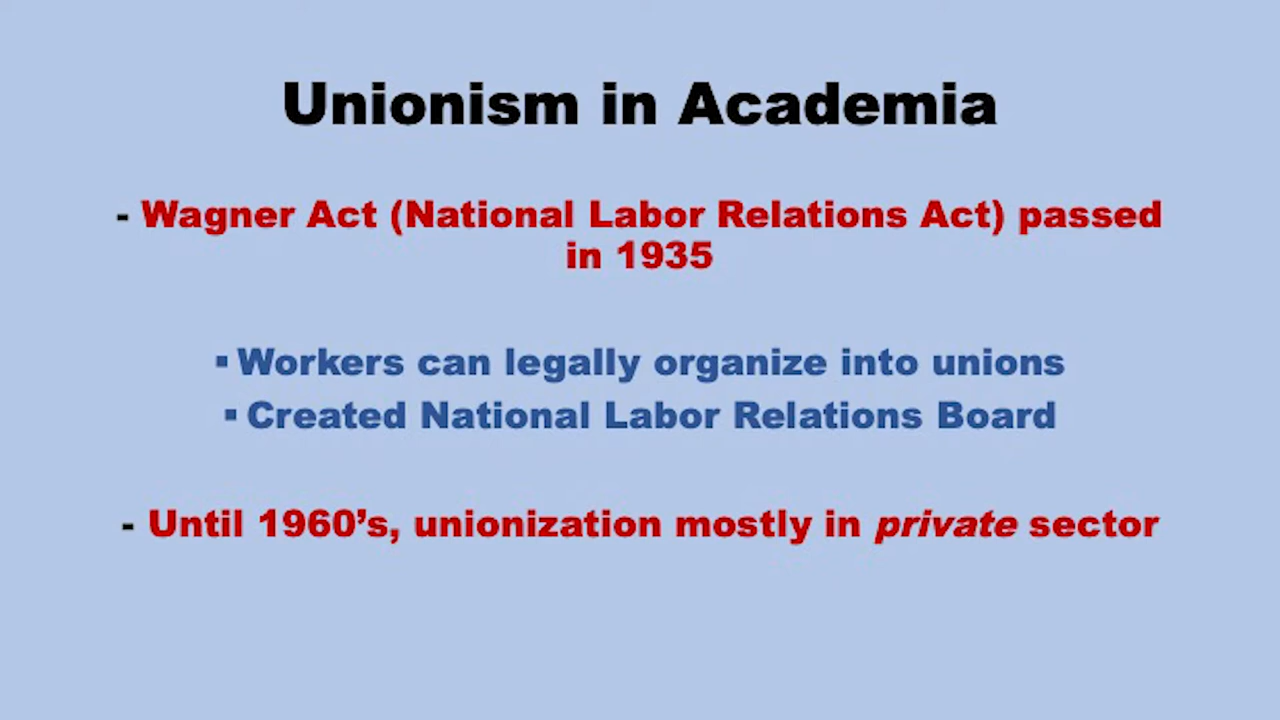 Unionism in Academia
- Wagner Act (National Labor Relations Act) passed
in 1935
▪ Workers can legally organize into unions
▪ Created National Labor Relations Board
- Until 1960’s, unionization mostly in private sector